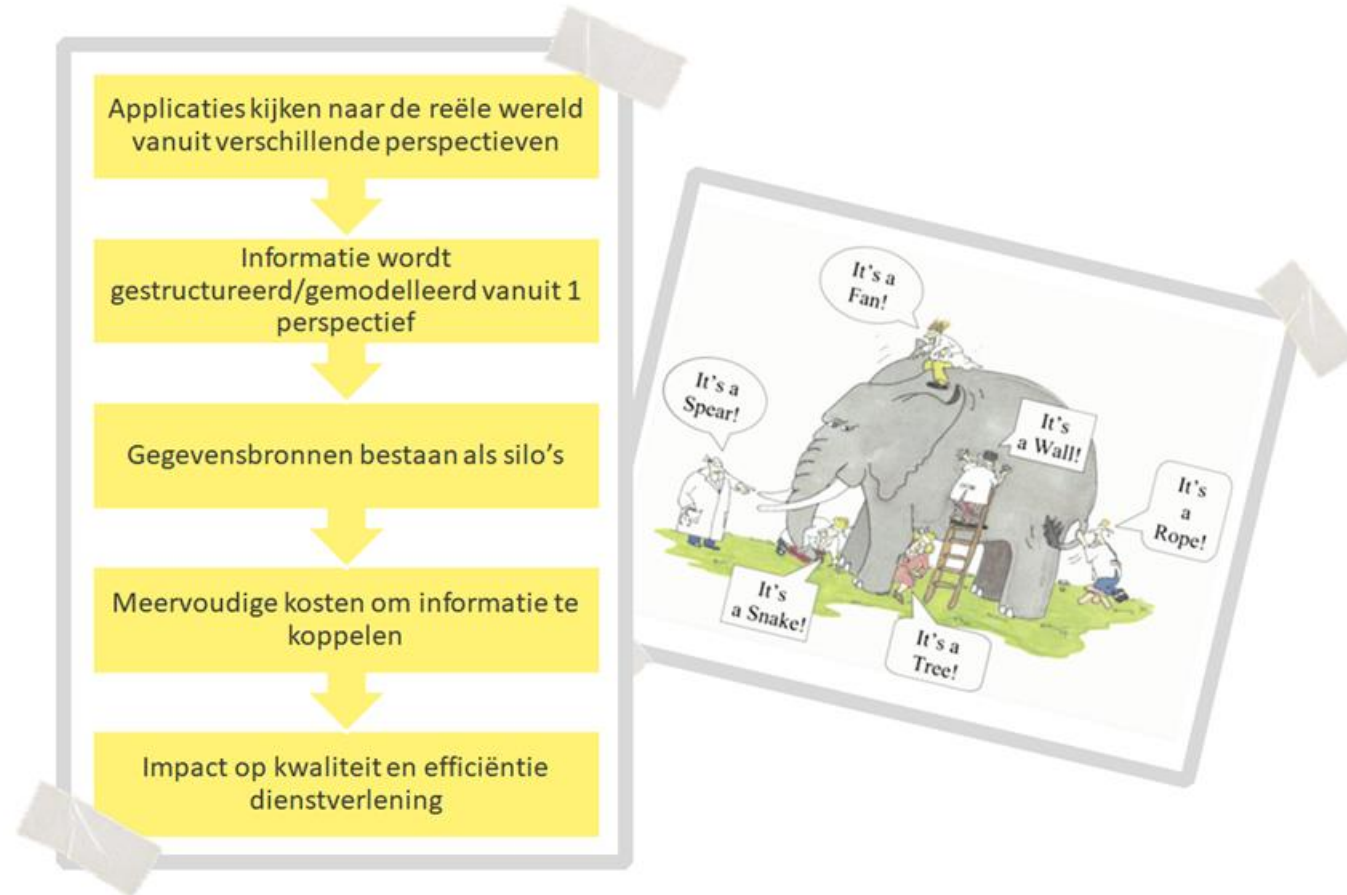 Applicaties kijken naar de reële wereld
vanuit verschillende perspectieven
Informatie wordt
gestructureerd/gemodelleerd vanuit 1
perspectief
Gegevensbronnen bestaan als silo's
Meervoudige kosten om informatie te
koppelen
Impact op kwaliteit en efficiëntie
dienstverlening
It's a
Fan!
It's a
Spear!
It's
a Wall!
It's
a
Rope!
It's
a Snake!
It's a
Tree!